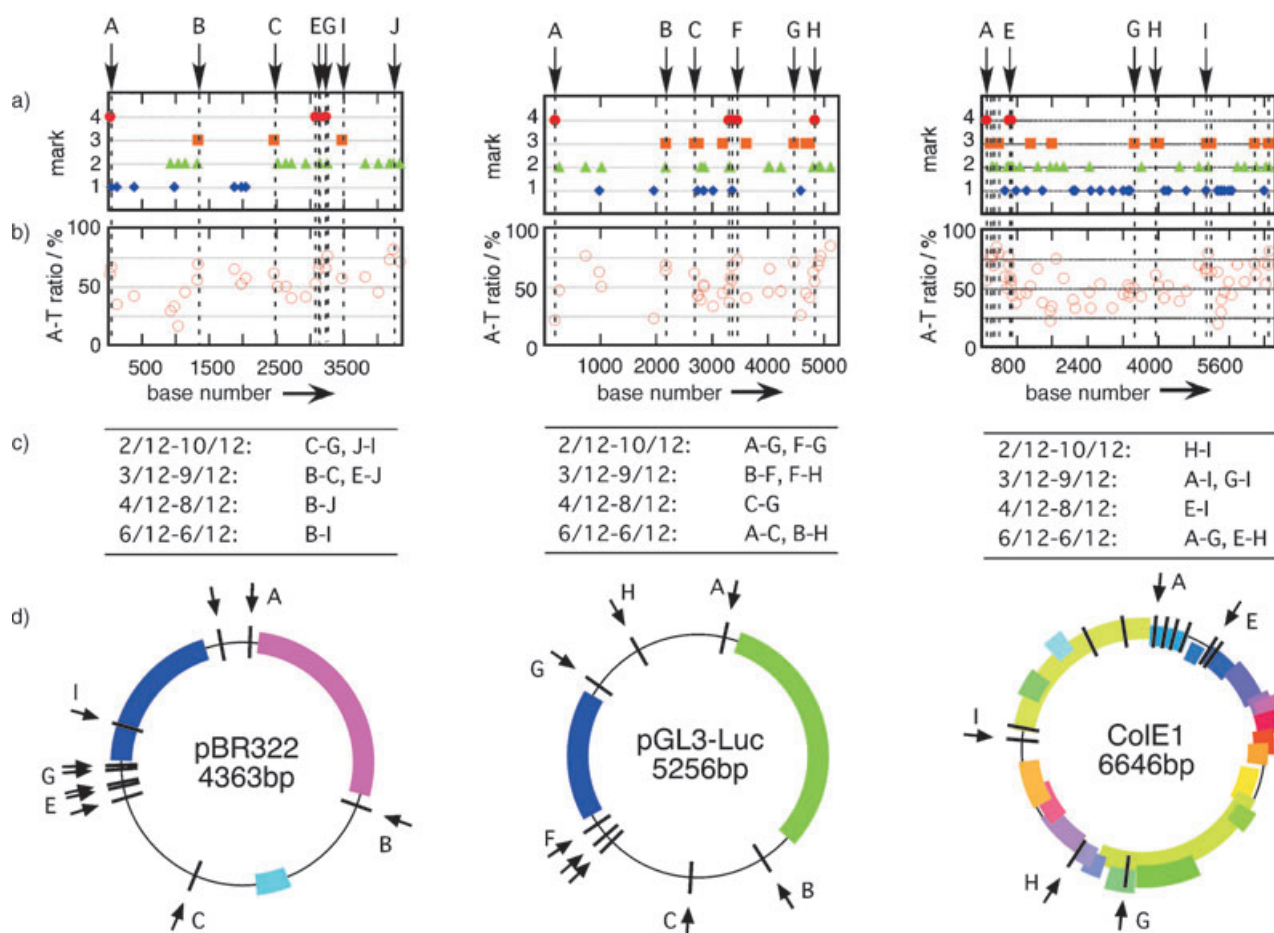 A B C E G I J
A B C F G H
A E G H I
a)
mark
4
3
2
1
4
3
2
1
4
3
2
1
b)
A-T ratio / %
100
50
0
A-T ratio / %
100
50
0
A-T ratio / %
100
50
0
500 1500 2500 3500
1000 2000 3000 4000 5000
800 2400 4000 5600
base number
base number
base number
mark
mark
c)
2/12-10/12: C-G, J-I
3/12-9/12: B-C, E-J
4/12-8/12: B-J
6/12-6/12: B-I
2/12-10/12: A-G, F-G
3/12-9/12: B-F, F-H
4/12-8/12: C-G
6/12-6/12: A-C, B-H
2/12-10/12: H-I
3/12-9/12: A-I, G-I
4/12-8/12: E-I
6/12-6/12: A-G, E-H
d)
A
I
G
E
B
C
pBR322
4363bp
H
A
G
F
B
C
pGL3-Luc
5256bp
A
E
I
H
G
ColE1
6646bp